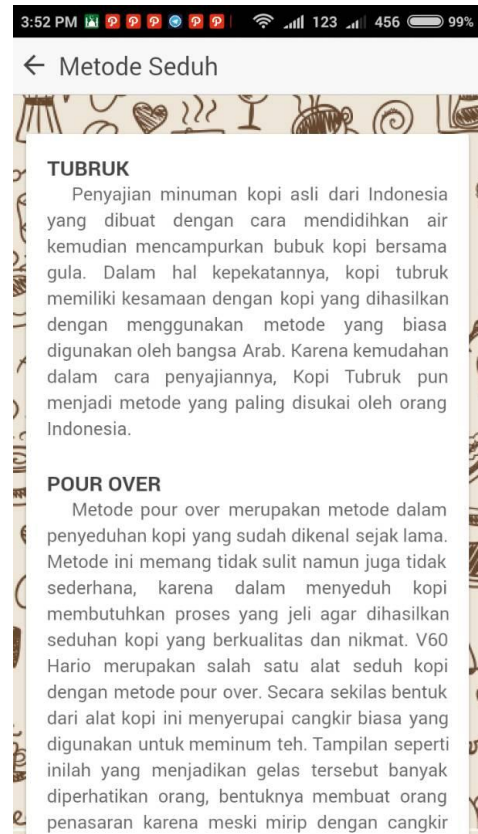 3:52 PM 123 456 99%
Metode Seduh
TUBRUK
Penyajian minuman kopi asli dari Indonesia
yang dibuat dengan cara mendidihkan air
kemudian mencampurkan bubuk kopi bersama
gula. Dalam hal kepekatannya, kopi tubruk
memiliki kesamaan dengan kopi yang dihasilkan
dengan menggunakan metode yang biasa
digunakan oleh bangsa Arab. Karena kemudahan
dalam cara penyajiannya, Kopi Tubruk pun
menjadi metode yang paling disukai oleh orang
Indonesia.
POUR OVER
Metode pour over merupakan metode dalam
penyeduhan kopi yang sudah dikenal sejak lama.
Metode ini memang tidak sulit namun juga tidak
sederhana, karena dalam menyeduh kopi
membutuhkan proses yang jeli agar dihasilkan
seduhan kopi yang berkualitas dan nikmat. V60
Hario merupakan salah satu alat seduh kopi
dengan metode pour over. Secara sekilas bentuk
dari alat kopi ini menyerupai cangkir biasa yang
digunakan untuk meminum teh. Tampilan seperti
inilah yang menjadikan gelas tersebut banyak
diperhatikan orang, bentuknya membuat orang
penasaran karena meski mirip dengan cangkir